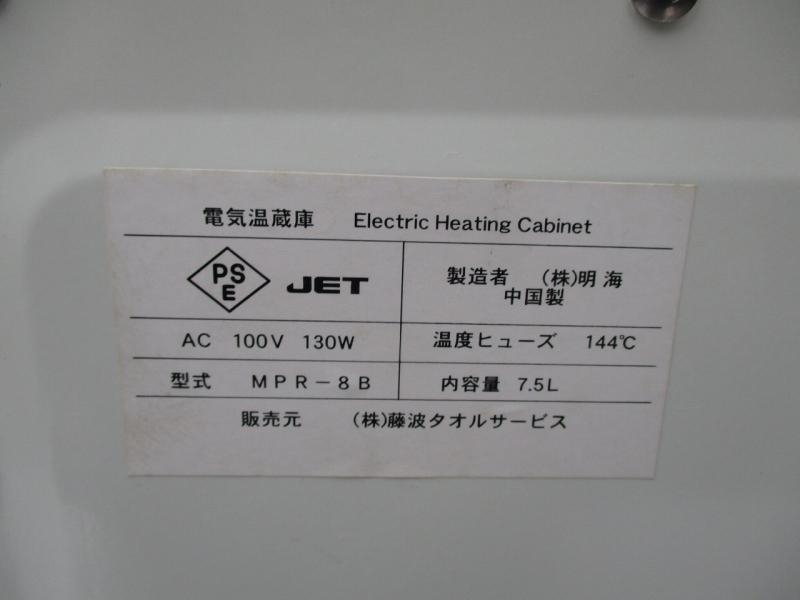 電気温蔵庫 Electric Heating Cabinet
PS
E
JET
製造者 (株)明海
中国製
AC 100V 130W
温度ヒューズ 144℃
型式 MPR-8B
内容量 7.5L
販売元 (株)藤波タオルサービス